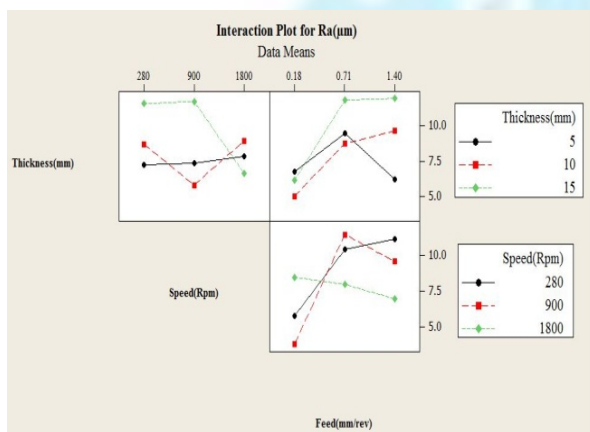 Interaction Plot for Ra(µm)
Data Means
280 900 1800 0.18 0.71 1.40
Thickness(mm)
10.0
7.5
5.0
Thickness(mm)
5
10
15
Speed(Rpm)
10.0
7.5
5.0
Speed(Rpm)
280
900
1800
Feed(mm/rev)